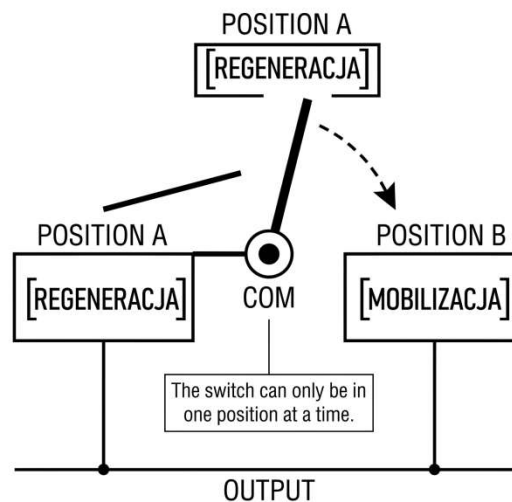 POSITION A
[REGENERACJA]
POSITION A
[REGENERACJA]
COM
POSITION B
[MOBILIZACJA]
The switch can only be in
one position at a time.
OUTPUT